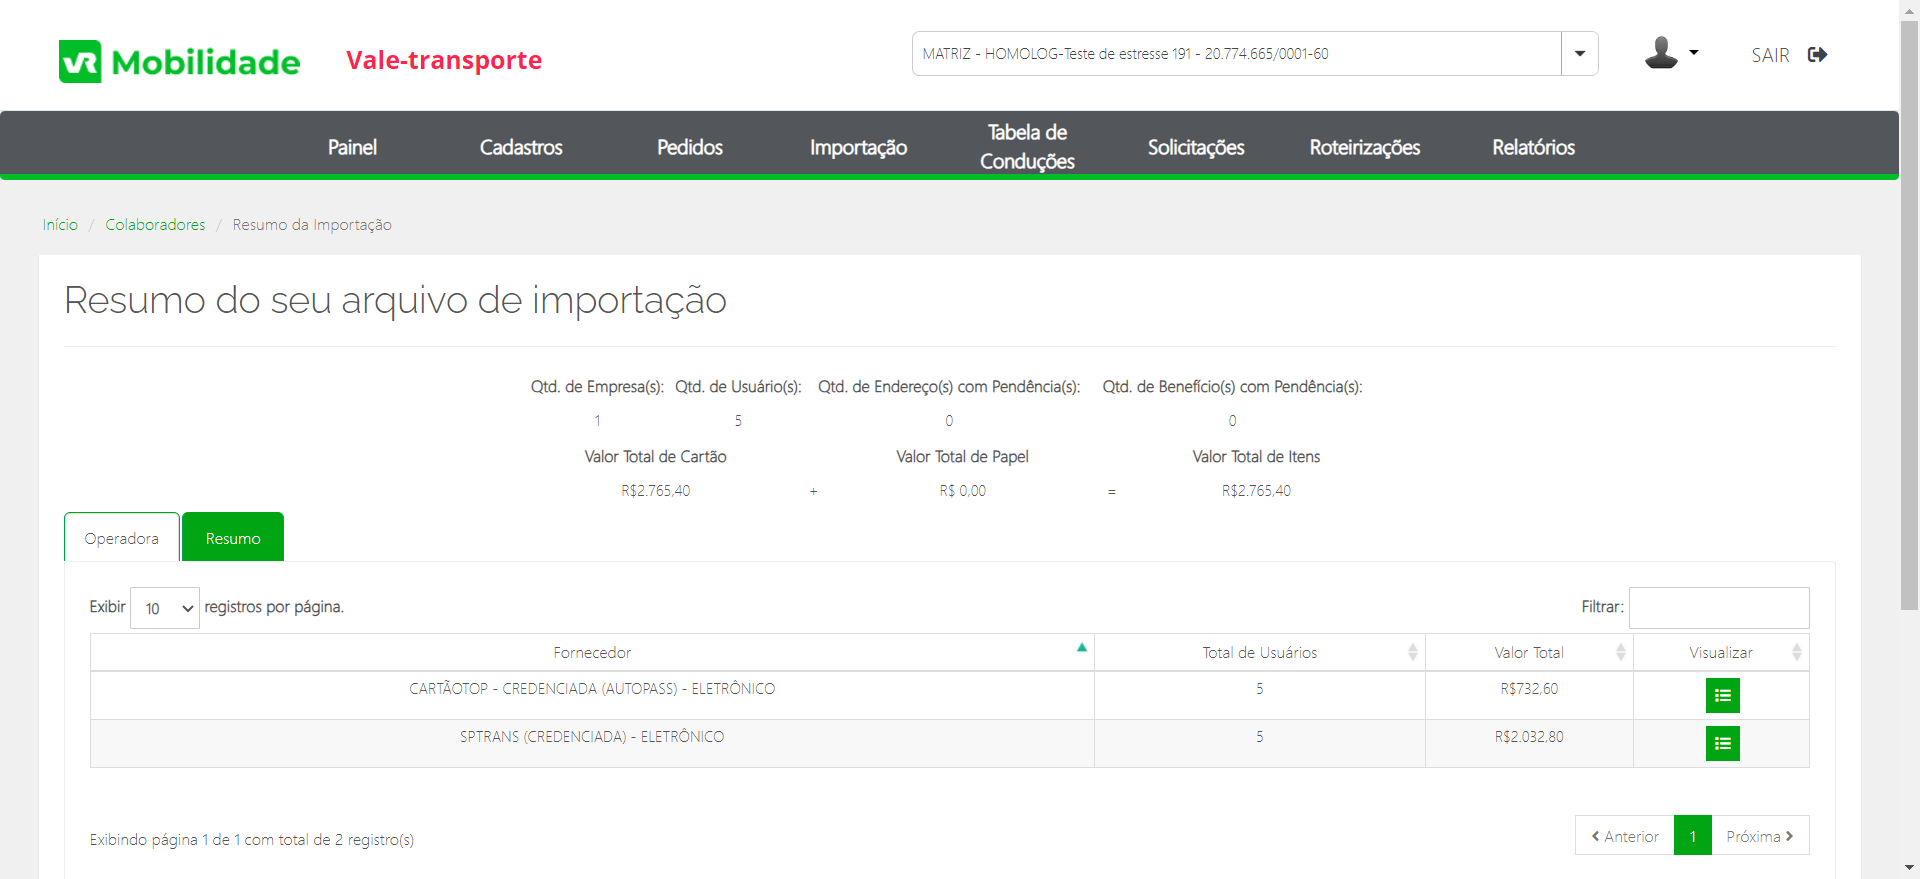 VR Mobilidade
Vale-transporte
MATRIZ - HOMOLOG-Teste de estresse 191 - 20.774.665/0001-60
SAIR
Painel
Cadastros
Pedidos
Importação
Tabela de
Conduções
Solicitações
Roteirizações
Relatórios
Início / Colaboradores / Resumo da Importação
Resumo do seu arquivo de importação
Qtd. de Empresa(s): Qtd. de Usuário(s): Qtd. de Endereço(s) com Pendência(s): Qtd. de Benefício(s) com Pendência(s):
1 5 0 0
Valor Total de Cartão Valor Total de Papel Valor Total de Itens
R$2.765,40 + R$ 0,00 = R$2.765,40
Operadora Resumo
Exibir 10 registros por página. Filtrar:
Fornecedor Total de Usuários Valor Total Visualizar
CARTÃOTOP - CREDENCIADA (AUTOPASS) - ELETRÔNICO 5 R$732,60
SPTRANS (CREDENCIADA) - ELETRÔNICO 5 R$2.032,80
Exibindo página 1 de 1 com total de 2 registro(s)
Anterior 1 Próxima